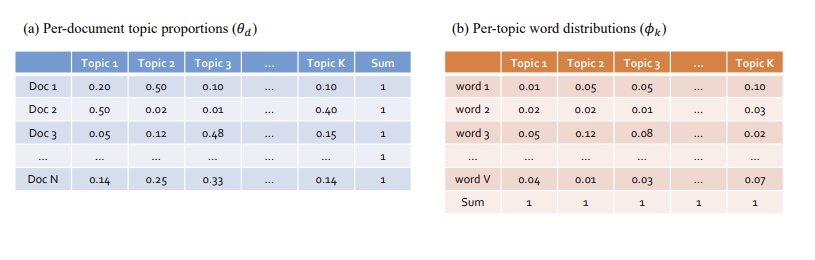 (a) Per-document topic proportions (θd)
Topic 1 Topic 2 Topic 3 ... Topic K Sum
Doc 1 0.20 0.50 0.10 ... 0.10 1
Doc 2 0.50 0.02 0.01 ... 0.40 1
Doc 3 0.05 0.12 0.48 ... 0.15 1
... ... ... ... ... ... 1
Doc N 0.14 0.25 0.33 ... 0.14 1
(b) Per-topic word distributions (ϕk)
Topic 1 Topic 2 Topic 3 ... Topic K
word 1 0.01 0.05 0.05 ... 0.10
word 2 0.02 0.02 0.01 ... 0.03
word 3 0.05 0.12 0.08 ... 0.02
... ... ... ... ... ...
word V 0.04 0.01 0.03 ... 0.07
Sum 1 1 1 1 1